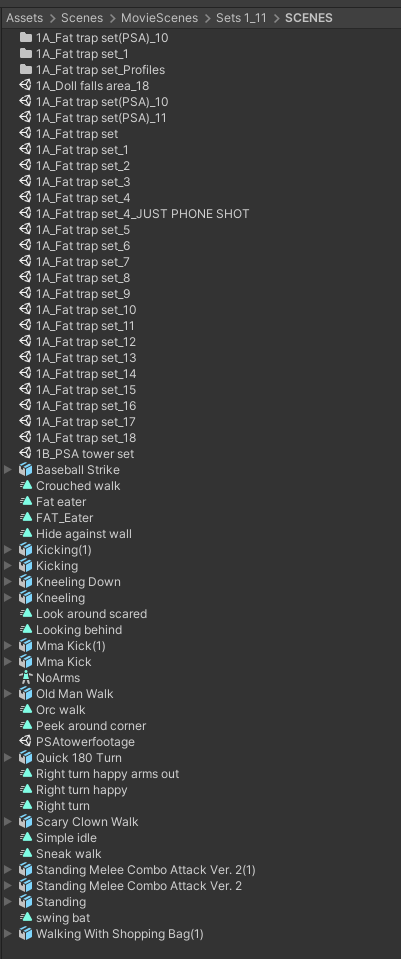 Assets > Scenes > MovieScenes > Sets 1_11 > SCENES
1A_Fat trap set(PSA)_10
1A_Fat trap set_1
1A_Fat trap set_Profiles
1A_Doll falls area_18
1A_Fat trap set(PSA)_10
1A_Fat trap set(PSA)_11
1A_Fat trap set
1A_Fat trap set_1
1A_Fat trap set_2
1A_Fat trap set_3
1A_Fat trap set_4
1A_Fat trap set_4_JUST PHONE SHOT
1A_Fat trap set_5
1A_Fat trap set_6
1A_Fat trap set_7
1A_Fat trap set_8
1A_Fat trap set_9
1A_Fat trap set_10
1A_Fat trap set_11
1A_Fat trap set_12
1A_Fat trap set_13
1A_Fat trap set_14
1A_Fat trap set_15
1A_Fat trap set_16
1A_Fat trap set_17
1A_Fat trap set_18
1B_PSA tower set
Baseball Strike
Crouched walk
Fat eater
FAT_Eater
Hide against wall
Kicking(1)
Kicking
Kneeling Down
Kneeling
Look around scared
Looking behind
Mma Kick(1)
Mma Kick
NoArms
Old Man Walk
Orc walk
Peek around corner
PSAtowerfootage
Quick 180 Turn
Right turn happy arms out
Right turn happy
Right turn
Scary Clown Walk
Simple idle
Sneak walk
Standing Melee Combo Attack Ver. 2(1)
Standing Melee Combo Attack Ver. 2
Standing
swing bat
Walking With Shopping Bag(1)